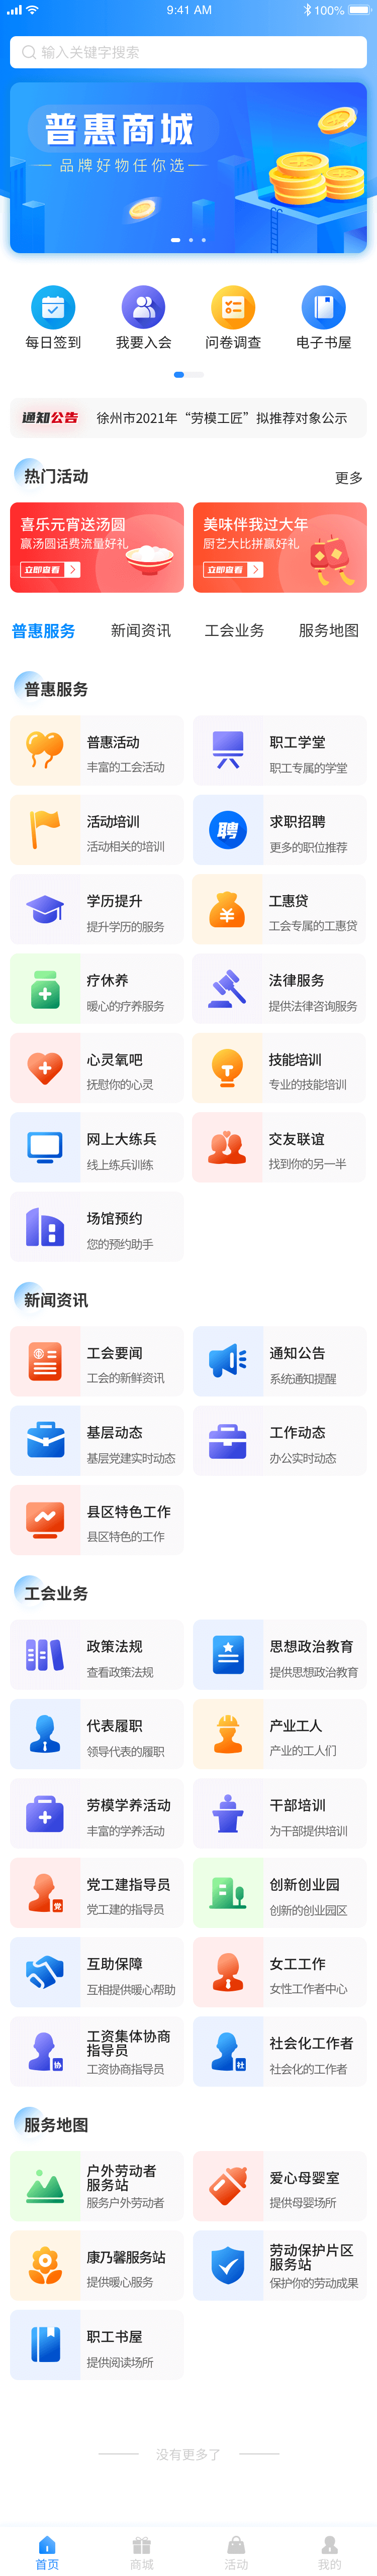 9:41 AM
100%
输入关键字搜索
普惠商城
品牌好物任你选
每日签到
我要入会
问卷调查
电子书屋
通知公告
徐州市2021年“劳模工匠”拟推荐对象公示
热门活动
更多
喜乐元宵送汤圆
赢汤圆话费流量好礼
立即查看
美味伴我过大年
厨艺大比拼赢好礼
立即查看
普惠服务
新闻资讯
工会业务
服务地图
普惠服务
普惠活动
丰富的工会活动
职工学堂
职工专属的学堂
活动培训
活动相关的培训
聘
求职招聘
更多的职位推荐
学历提升
提升学历的服务
工惠贷
工会专属的工惠贷
疗休养
暖心的疗养服务
法律服务
提供法律咨询服务
心灵氧吧
抚慰你的心灵
技能培训
专业的技能培训
网上大练兵
线上练兵训练
交友联谊
找到你的另一半
场馆预约
您的预约助手
新闻资讯
工会要闻
工会的新鲜资讯
通知公告
系统通知提醒
基层动态
基层党建实时动态
工作动态
办公实时动态
县区特色工作
县区特色的工作
工会业务
政策法规
查看政策法规
思想政治教育
提供思想政治教育
代表履职
领导代表的履职
产业工人
产业的工人们
劳模学养活动
丰富的学养活动
干部培训
为干部提供培训
党
党工建指导员
党工建的指导员
创新创业园
创新的创业园区
互助保障
互相提供暖心帮助
女工工作
女性工作者中心
协
工资集体协商
指导员
工资协商指导员
社
社会化工作者
社会化的工作者
服务地图
户外劳动者
服务站
服务户外劳动者
爱心母婴室
提供母婴场所
康乃馨服务站
提供暖心服务
劳动保护片区
服务站
保护你的劳动成果
职工书屋
提供阅读场所
没有更多了
首页
商城
活动
我的